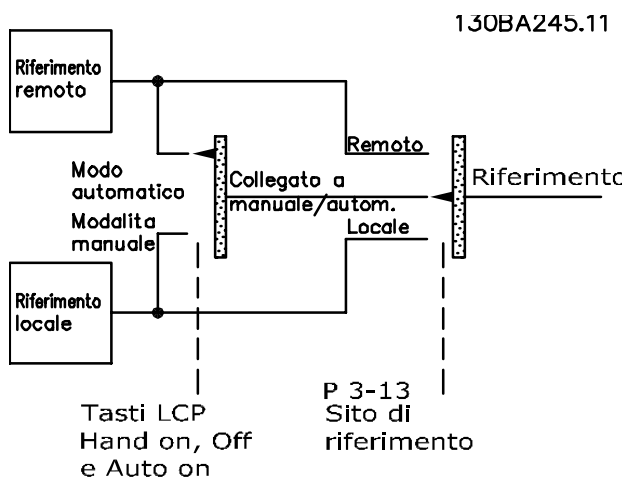 130BA245.11
Riferimento
remoto
Remoto
Modo
automatico
Collegato a
manuale/autom.
Riferimento
Modalita
manuale
Locale
Riferimento
locale
Tasti LCP
Hand on, Off
e Auto on
P 3-13
Sito di
riferimento